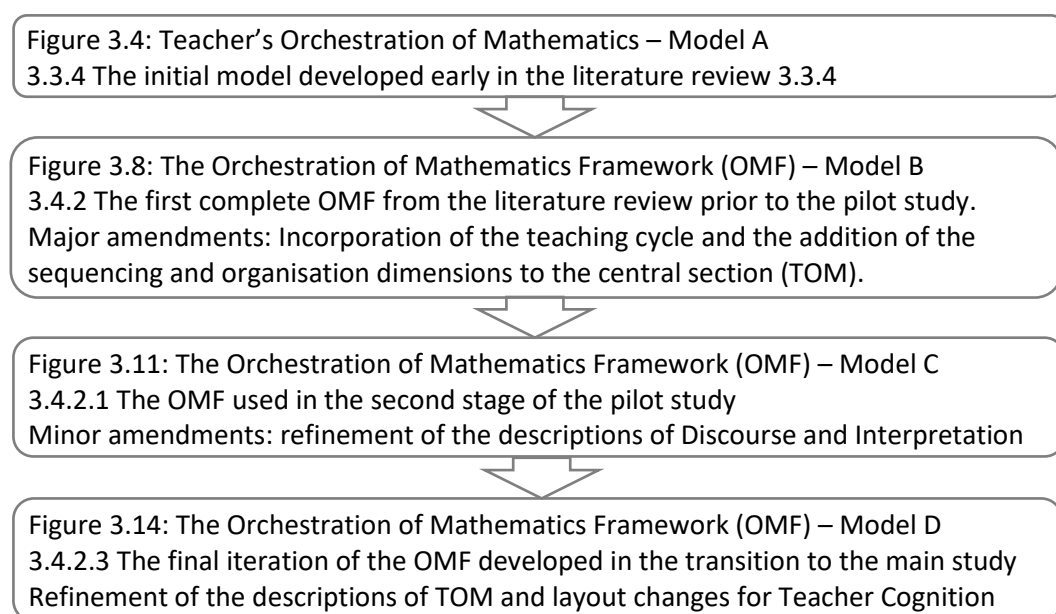 Figure 3.4: Teacher’s Orchestration of Mathematics – Model A
3.3.4 The initial model developed early in the literature review 3.3.4
Figure 3.8: The Orchestration of Mathematics Framework (OMF) – Model B
3.4.2 The first complete OMF from the literature review prior to the pilot study.
Major amendments: Incorporation of the teaching cycle and the addition of the
sequencing and organisation dimensions to the central section (TOM).
Figure 3.11: The Orchestration of Mathematics Framework (OMF) – Model C
3.4.2.1 The OMF used in the second stage of the pilot study
Minor amendments: refinement of the descriptions of Discourse and Interpretation
Figure 3.14: The Orchestration of Mathematics Framework (OMF) – Model D
3.4.2.3 The final iteration of the OMF developed in the transition to the main study
Refinement of the descriptions of TOM and layout changes for Teacher Cognition